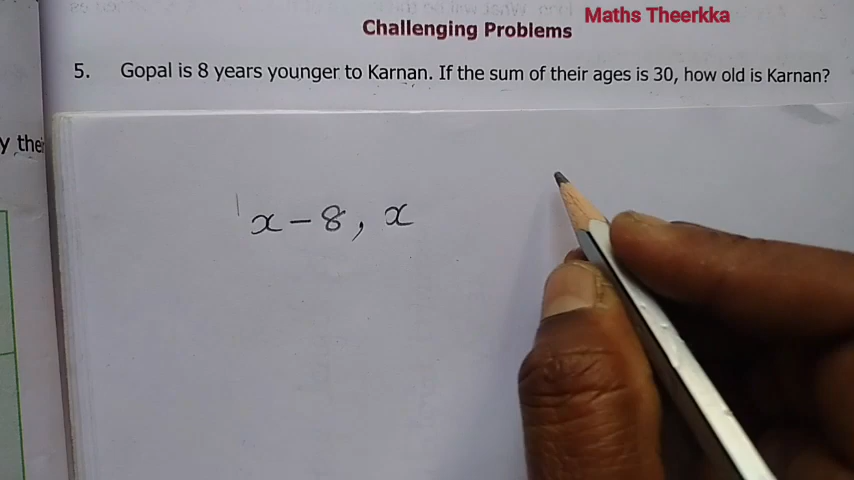 Maths Theerkka
Challenging Problems
5. Gopal is 8 years younger to Karnan. If the sum of their ages is 30, how old is Karnan?
x - 8, x